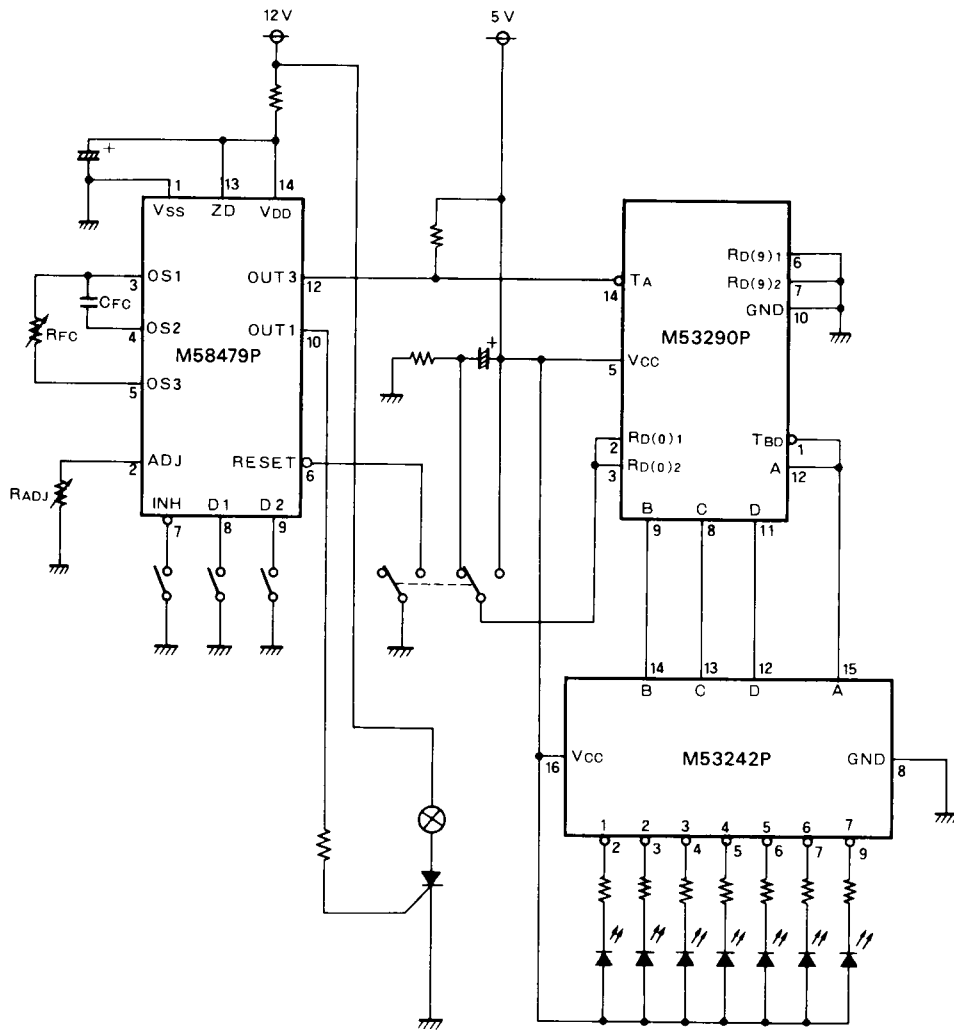 12V
5V
+
1
13
14
VSS
ZD
VDD
3
OS1
OUT3
12
CFC
RFC
4
OS2
OUT1
10
M58479P
5
OS3
2
ADJ
RESET
6
RADJ
INH
D1
D2
7
8
9
+
14
TA
RD(9)1
6
RD(9)2
7
GND
10
M53290P
5
VCC
2
RD(0)1
3
RD(0)2
TBD
1
A
12
B
C
D
9
8
11
14
13
12
15
B
C
D
A
16
VCC
M53242P
GND
8
1
2
3
4
5
6
7
2
3
4
5
6
7
9